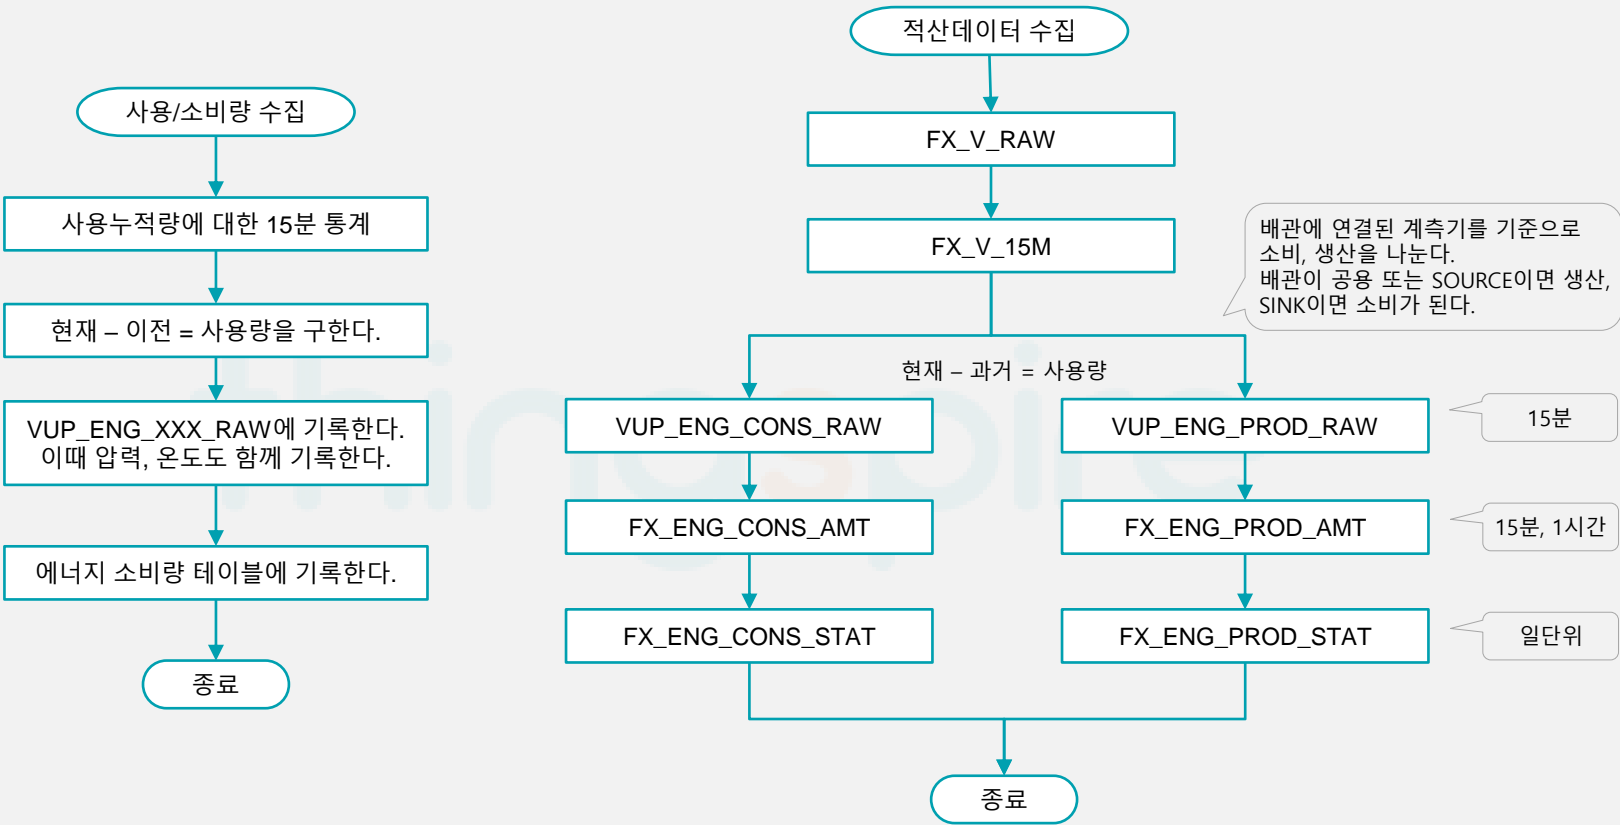 사용/소비량 수집
사용누적량에 대한 15분 통계
현재 – 이전 = 사용량을 구한다.
VUP_ENG_XXX_RAW에 기록한다.
이때 압력, 온도도 함께 기록한다.
에너지 소비량 테이블에 기록한다.
종료
적산데이터 수집
FX_V_RAW
FX_V_15M
배관에 연결된 계측기를 기준으로
소비, 생산을 나눈다.
배관이 공용 또는 SOURCE이면 생산,
SINK이면 소비가 된다.
현재 – 과거 = 사용량
VUP_ENG_CONS_RAW
VUP_ENG_PROD_RAW
15분
FX_ENG_CONS_AMT
FX_ENG_PROD_AMT
15분, 1시간
FX_ENG_CONS_STAT
FX_ENG_PROD_STAT
일단위
종료
thingspire